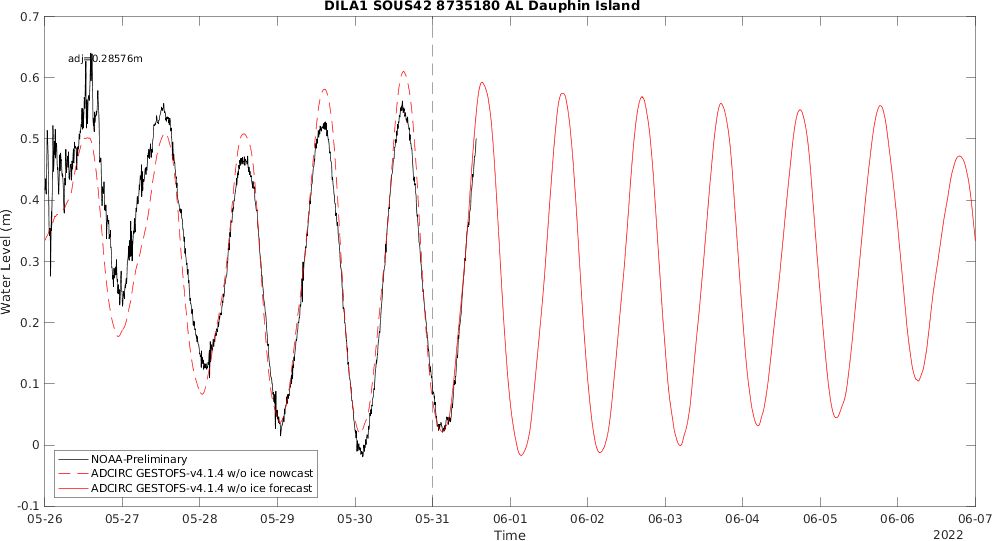 DILA1 SOUS42 8735180 AL Dauphin Island
0.7
0.6
0.5
0.4
0.3
0.2
0.1
0
-0.1
Water Level (m)
adj=0.28576m
NOAA-Preliminary
ADCIRC GESTOFS-v4.1.4 w/o ice nowcast
ADCIRC GESTOFS-v4.1.4 w/o ice forecast
05-26 05-27 05-28 05-29 05-30 05-31 06-01 06-02 06-03 06-04 06-05 06-06 06-07
Time
2022